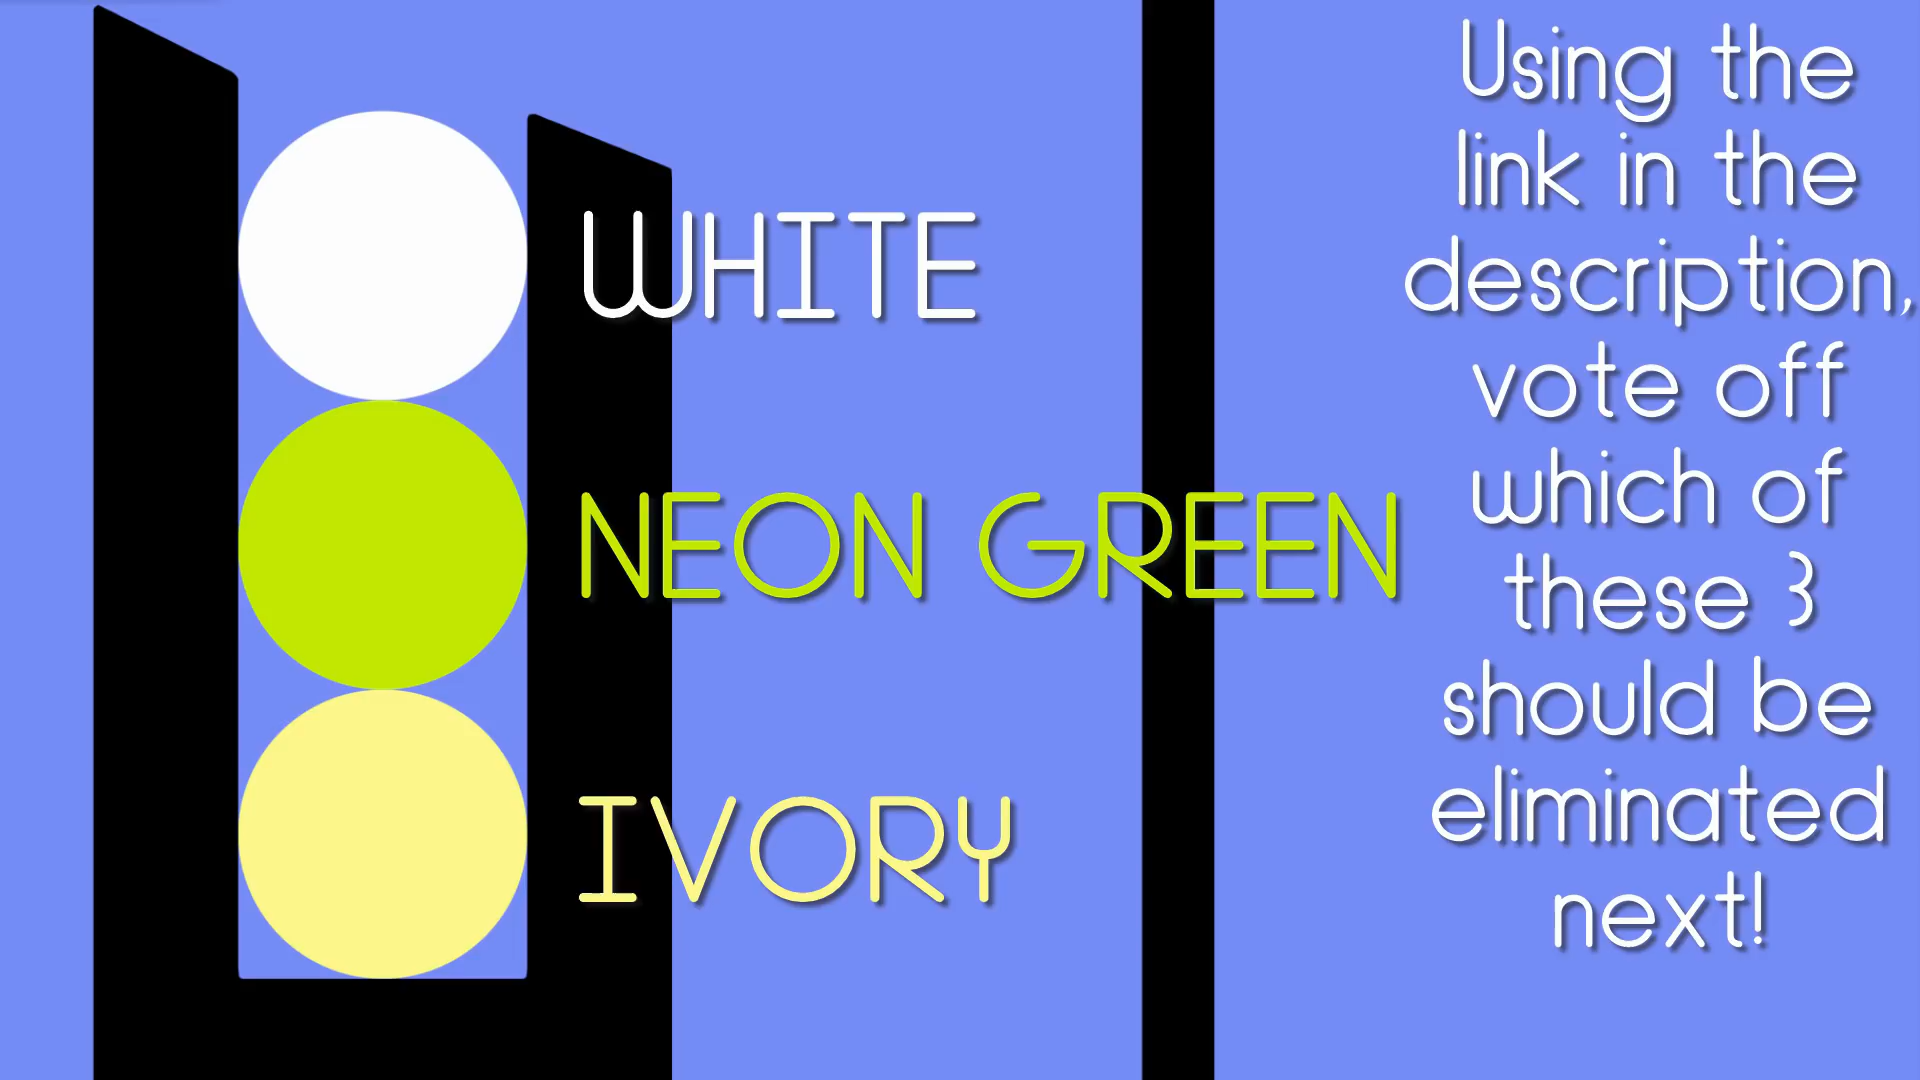 WHITE
NEON GREEN
IVORY
Using the
link in the
description,
vote off
which of
these 3
should be
eliminated
next!